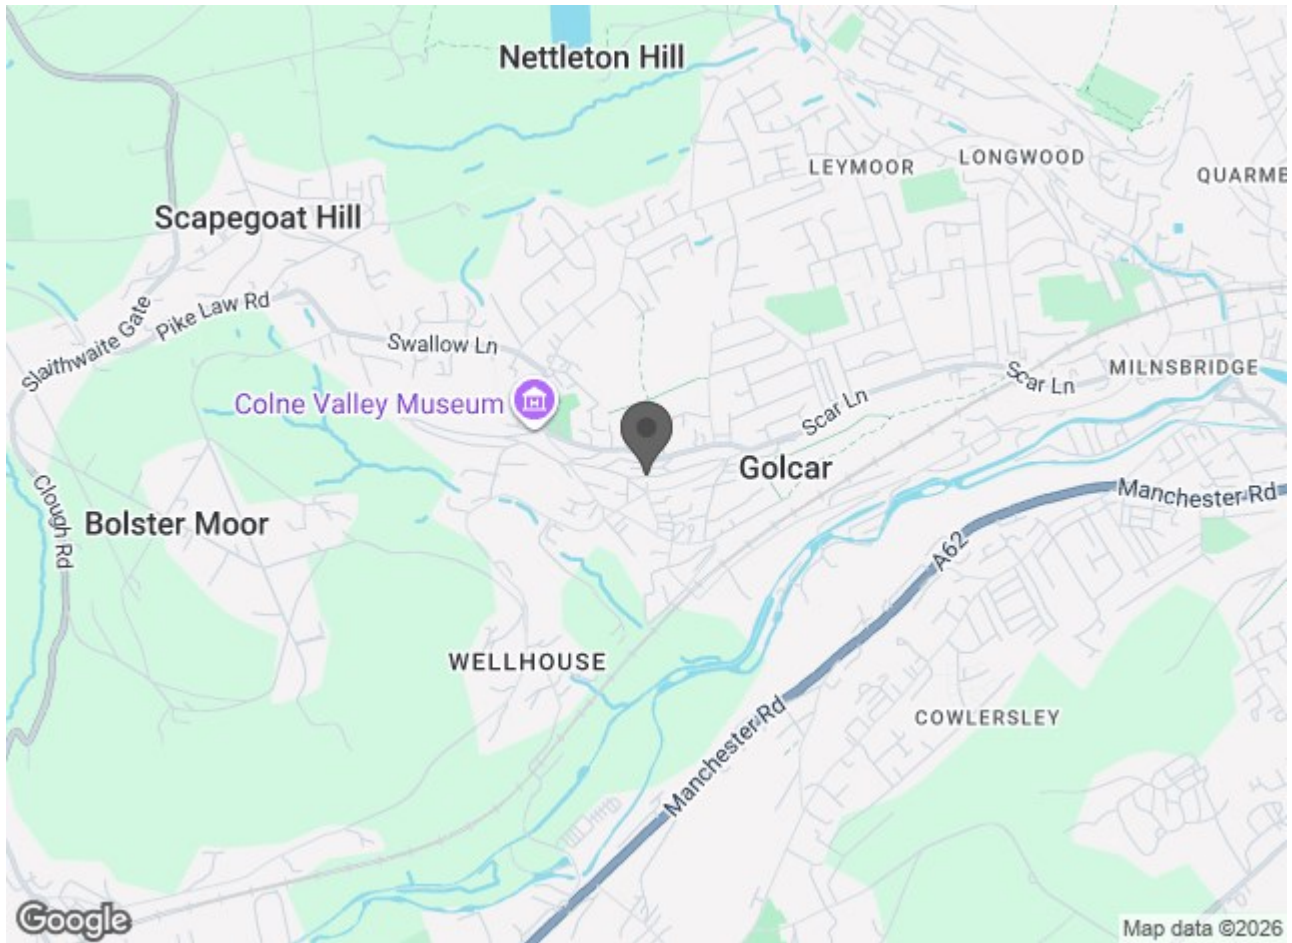 Nettleton Hill
LEYMOOR
LONGWOOD
QUARMB
Scapegoat Hill
Slaithwaite Gate
Pike Law Rd
Swallow Ln
Colne Valley Museum
Scar Ln
Scar Ln
MILNSBRIDGE
Golcar
Clough Rd
Bolster Moor
Manchester Rd
A62
WELLHOUSE
COWLERSLEY
Manchester Rd
Google
Map data ©2026